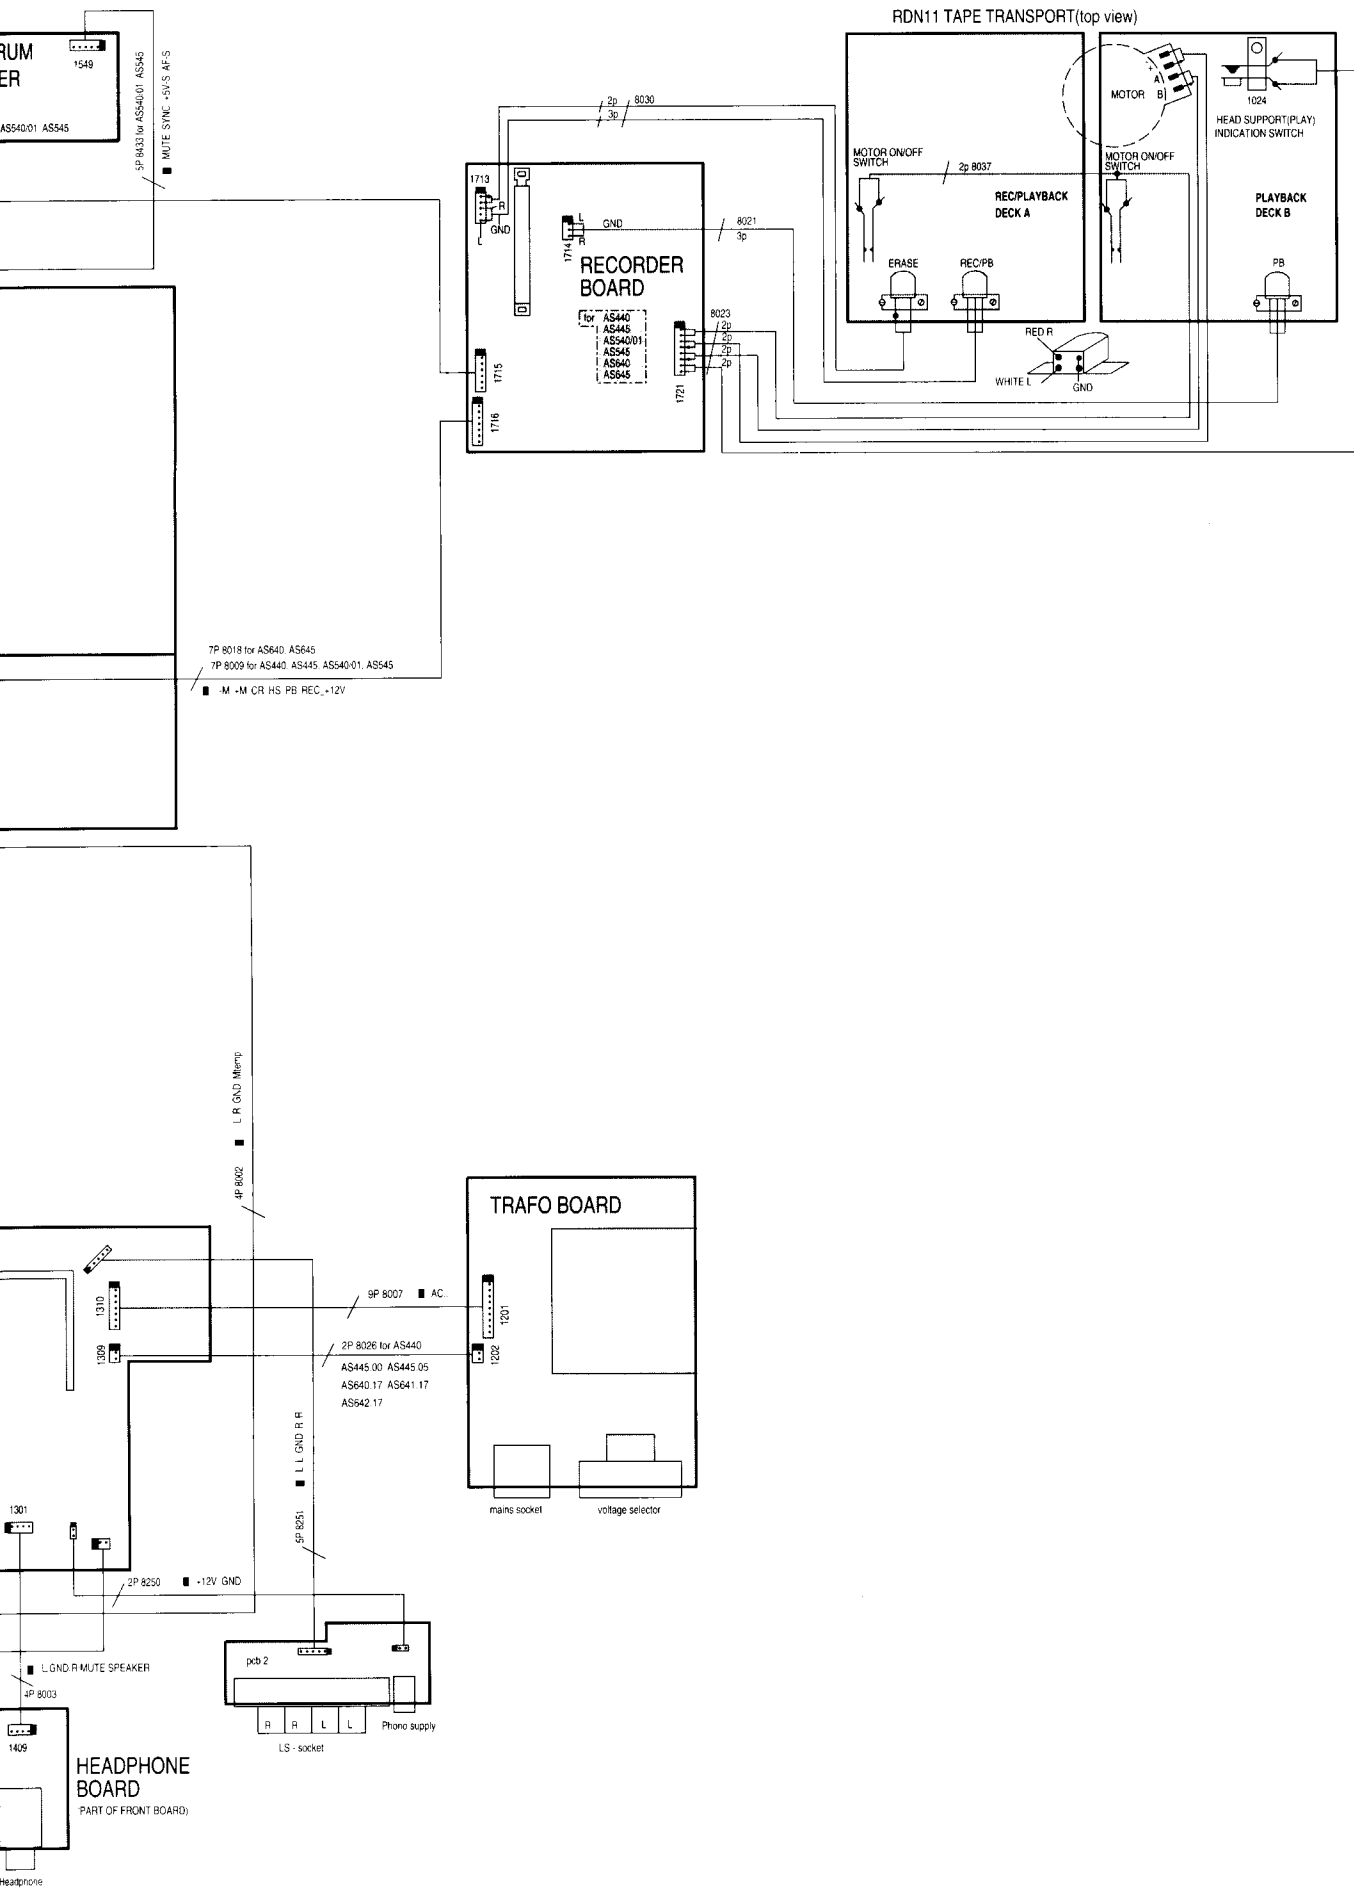 RDN11 TAPE TRANSPORT(top view)
RUM
ER
AS540/01 AS545
1549
5P 8433 for AS540/01 AS545
MUTE SYNC +5V-S AF-S
2p
3p
8030
1713
R
GND
L
1714
L
R
GND
8021
3p
RECORDER
BOARD
for AS440
AS445
AS540/01
AS545
AS640
AS645
1715
1716
1721
8023
2p
2p
2p
2p
MOTOR ON/OFF
SWITCH
2p 8037
REC/PLAYBACK
DECK A
ERASE
REC/PB
MOTOR
+
A
B
1024
HEAD SUPPORT(PLAY)
INDICATION SWITCH
MOTOR ON/OFF
SWITCH
PLAYBACK
DECK B
PB
RED R
WHITE L
GND
7P 8018 for AS640. AS645
7P 8009 for AS440. AS445. AS540/01. AS545
-M +M CR HS PB REC_+12V
4P 8002
L R GND Mtemp
TRAFO BOARD
1310
1309
9P 8007
AC..
1201
2P 8026 for AS440
AS445.00 AS445.05
AS640.17 AS641.17
AS642.17
1202
mains socket
voltage selector
5P 8251
L L GND R R
1301
2P 8250
+12V GND
pcb 2
R R L L
LS - socket
Phono supply
L GND R MUTE SPEAKER
4P 8003
1409
HEADPHONE
BOARD
(PART OF FRONT BOARD)
Headphone